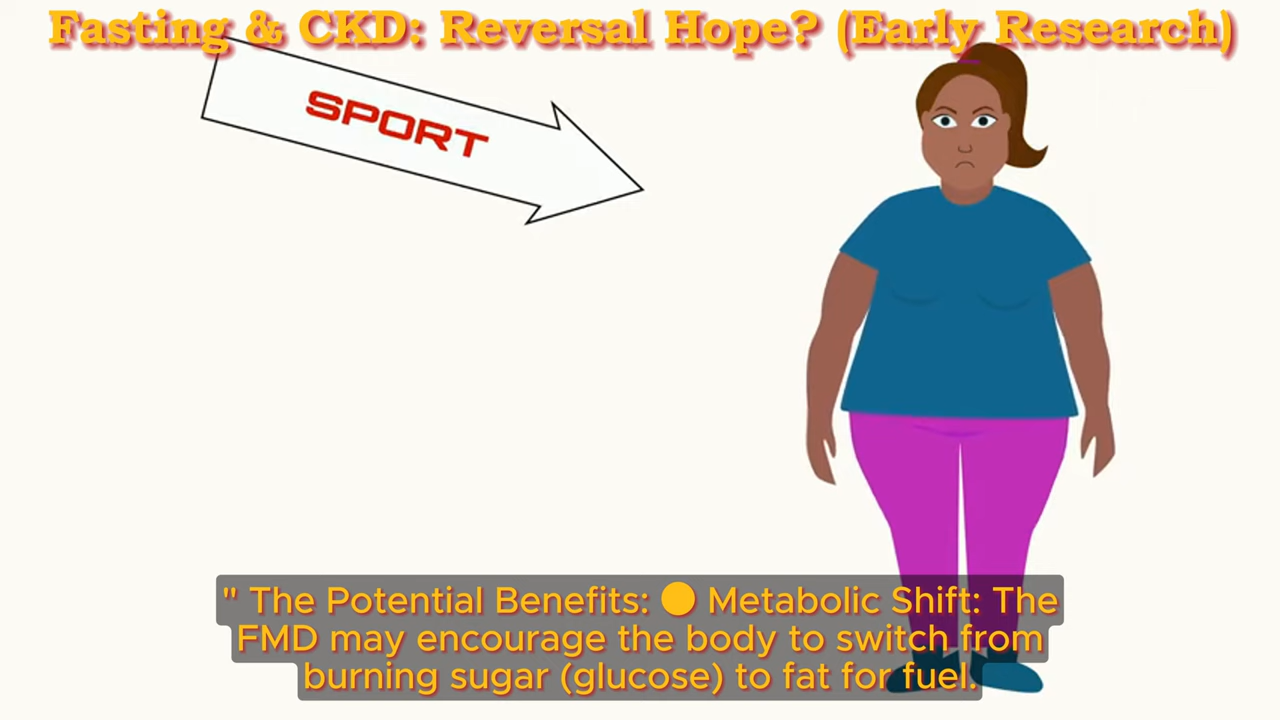 Fasting & CKD: Reversal Hope? (Early Research)
SPORT
" The Potential Benefits: ● Metabolic Shift: The
FMD may encourage the body to switch from
burning sugar (glucose) to fat for fuel.